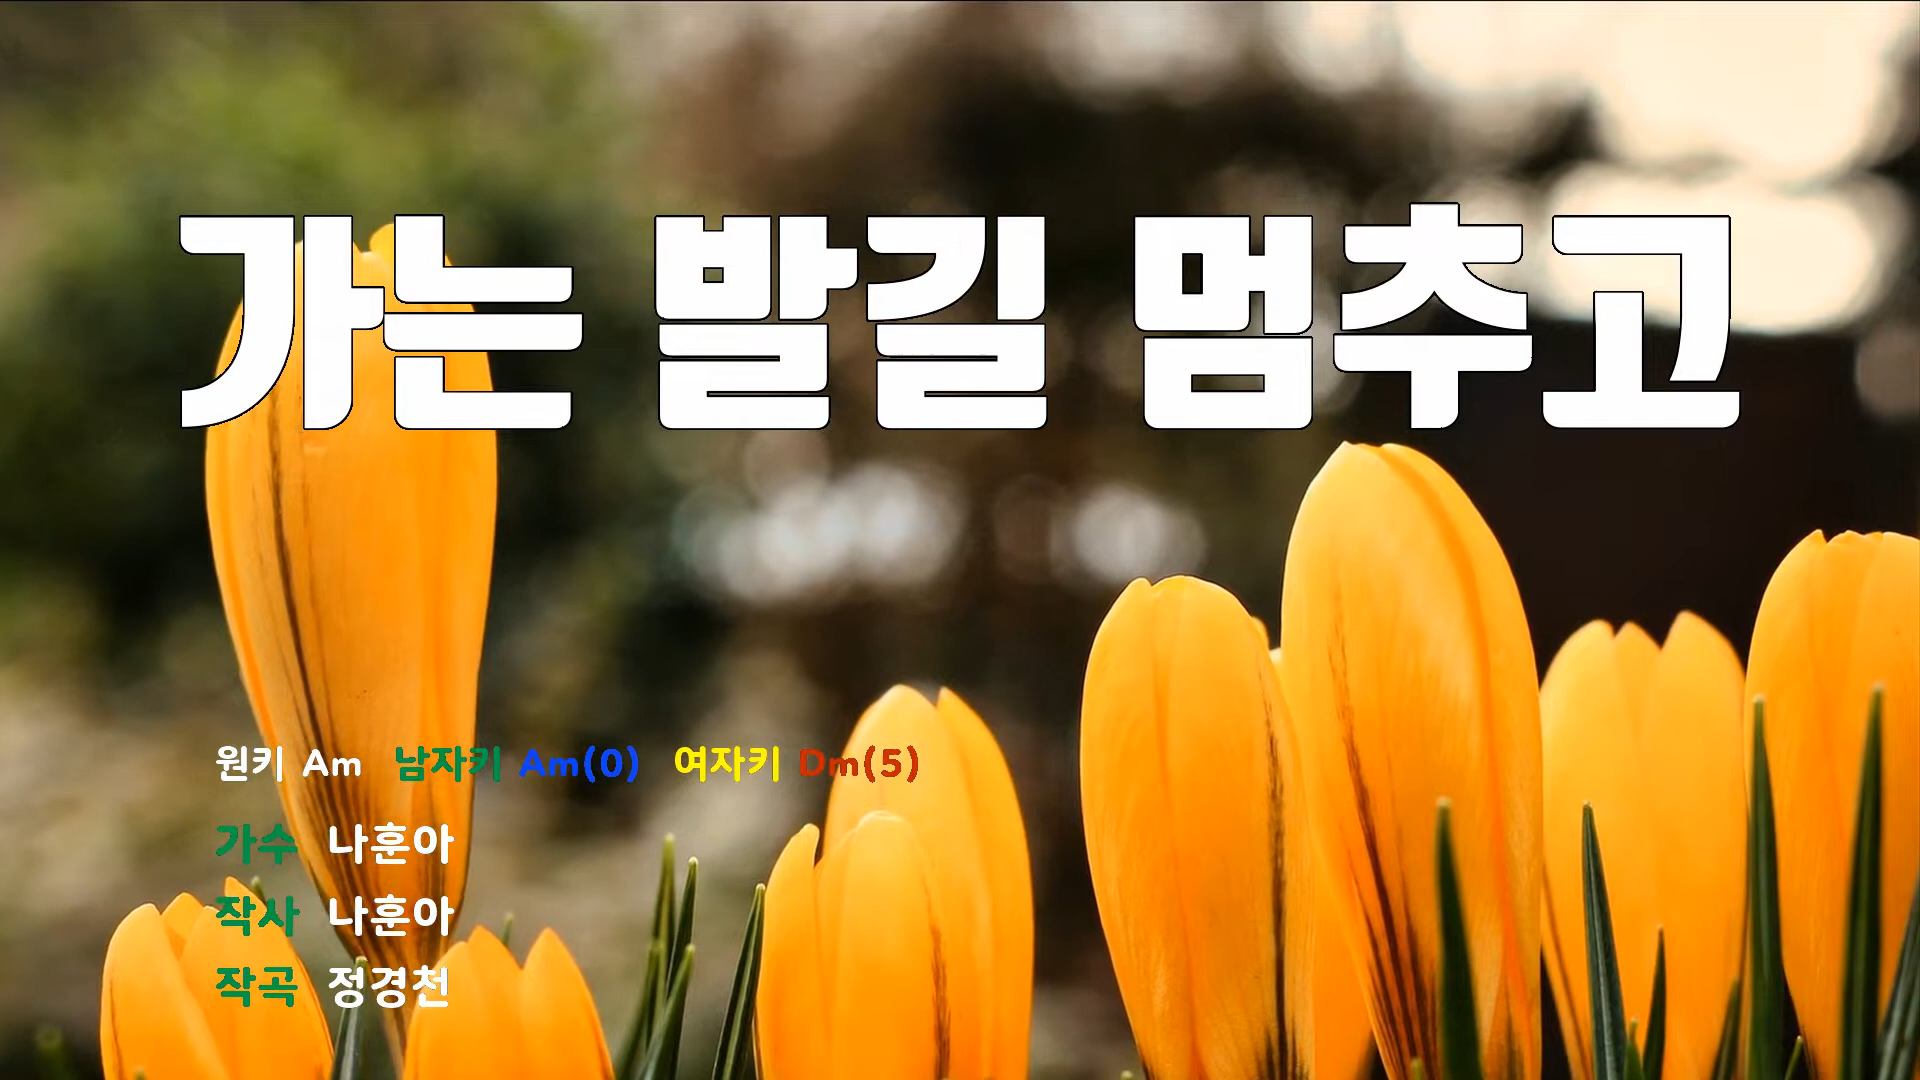 가는 발길 멈추고
원키 Am 남자키 Am(0) 여자키 Dm(5)
가수 나훈아
작사 나훈아
작곡 정경천